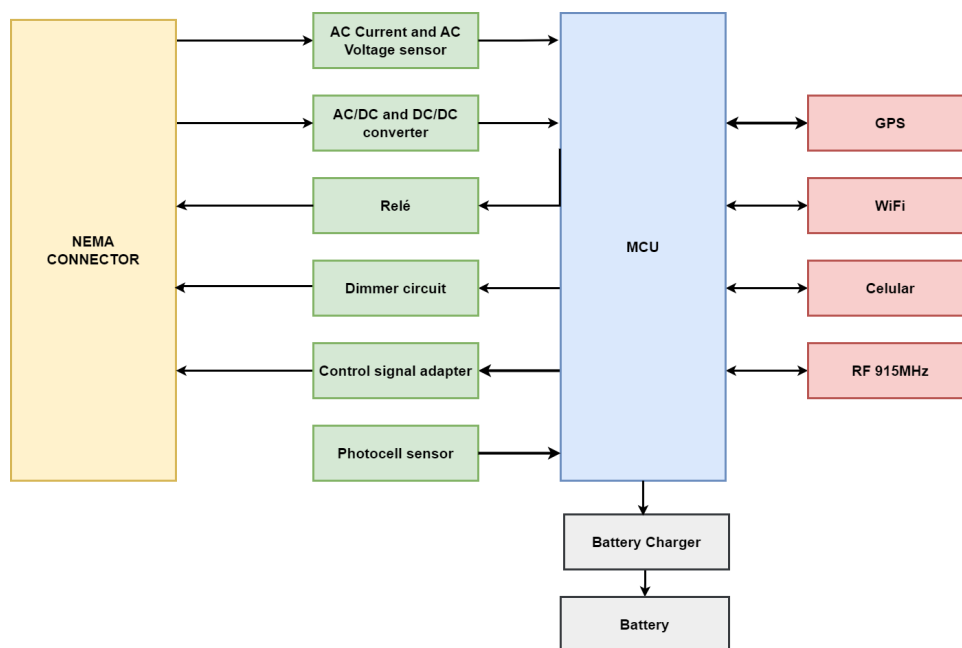 AC Current and AC
Voltage sensor
AC/DC and DC/DC
converter
GPS
Relé
WiFi
NEMA
CONNECTOR
MCU
Dimmer circuit
Celular
Control signal adapter
RF 915MHz
Photocell sensor
Battery Charger
Battery